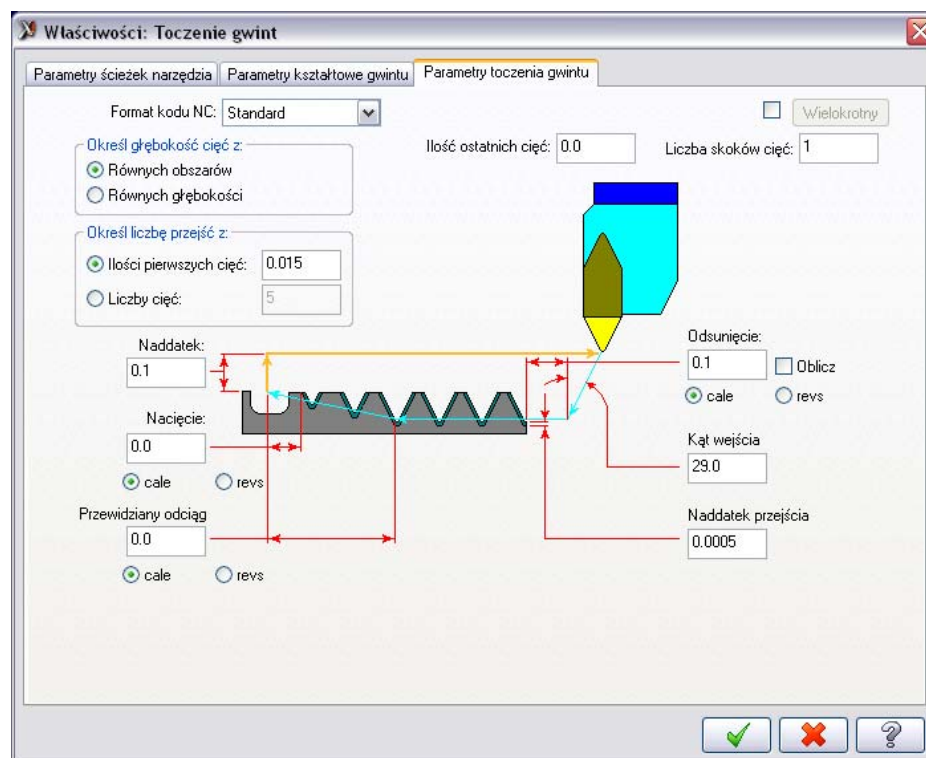 Właściwości: Toczenie gwint
Parametry ścieżek narzędzia Parametry kształtowe gwintu Parametry toczenia gwintu
Format kodu NC: Standard Wielokrotny
Określ głębokość cięć z: Ilość ostatnich cięć: 0.0 Liczba skoków cięć: 1
Równych obszarów
Równych głębokości
Określ liczbę przejść z:
Ilości pierwszych cięć: 0.015
Liczby cięć: 5
Naddatek: Odsunięcie:
0.1 0.1 Oblicz
cale revs
Nacięcie:
0.0 Kąt wejścia
cale revs 29.0
Przewidziany odciąg Naddatek przejścia
0.0 0.0005
cale revs